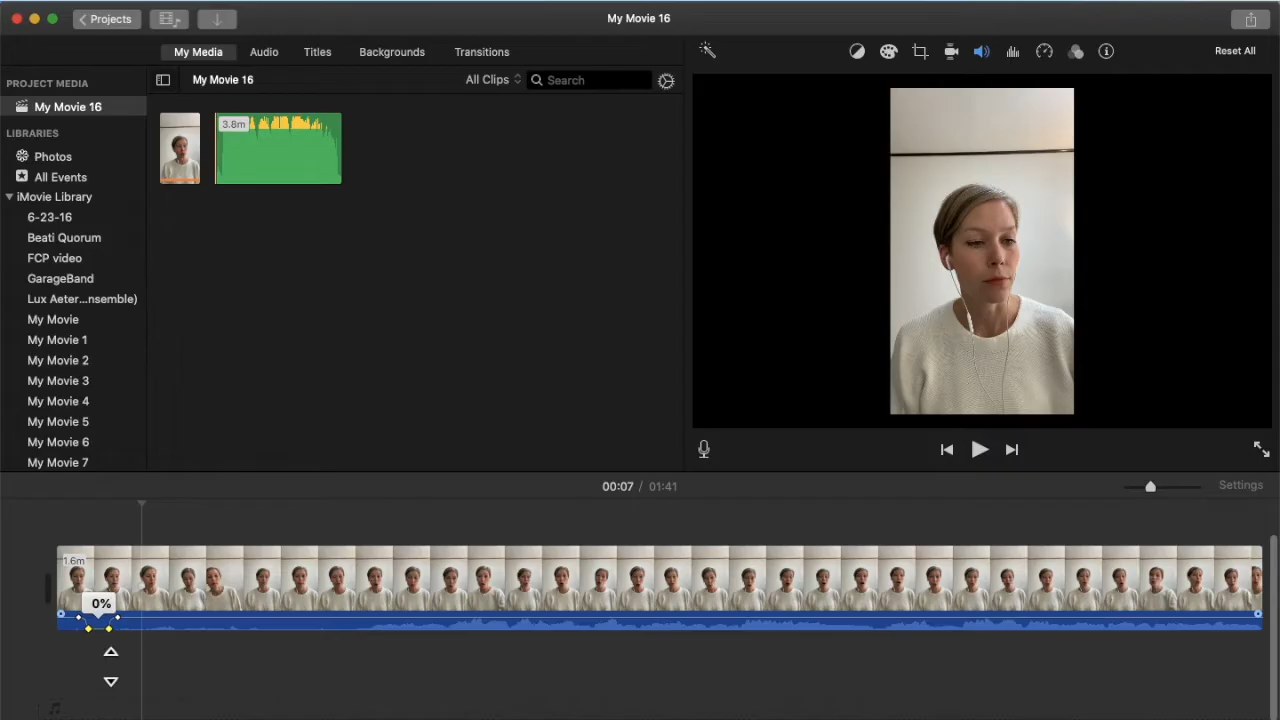 Projects
My Movie 16
My Media
Audio
Titles
Backgrounds
Transitions
Reset All
PROJECT MEDIA
My Movie 16
All Clips
Search
My Movie 16
LIBRARIES
Photos
All Events
iMovie Library
6-23-16
Beati Quorum
FCP video
GarageBand
Lux Aeter...nsemble)
My Movie
My Movie 1
My Movie 2
My Movie 3
My Movie 4
My Movie 5
My Movie 6
My Movie 7
3.8m
00:07 / 01:41
Settings
1.6m
0%